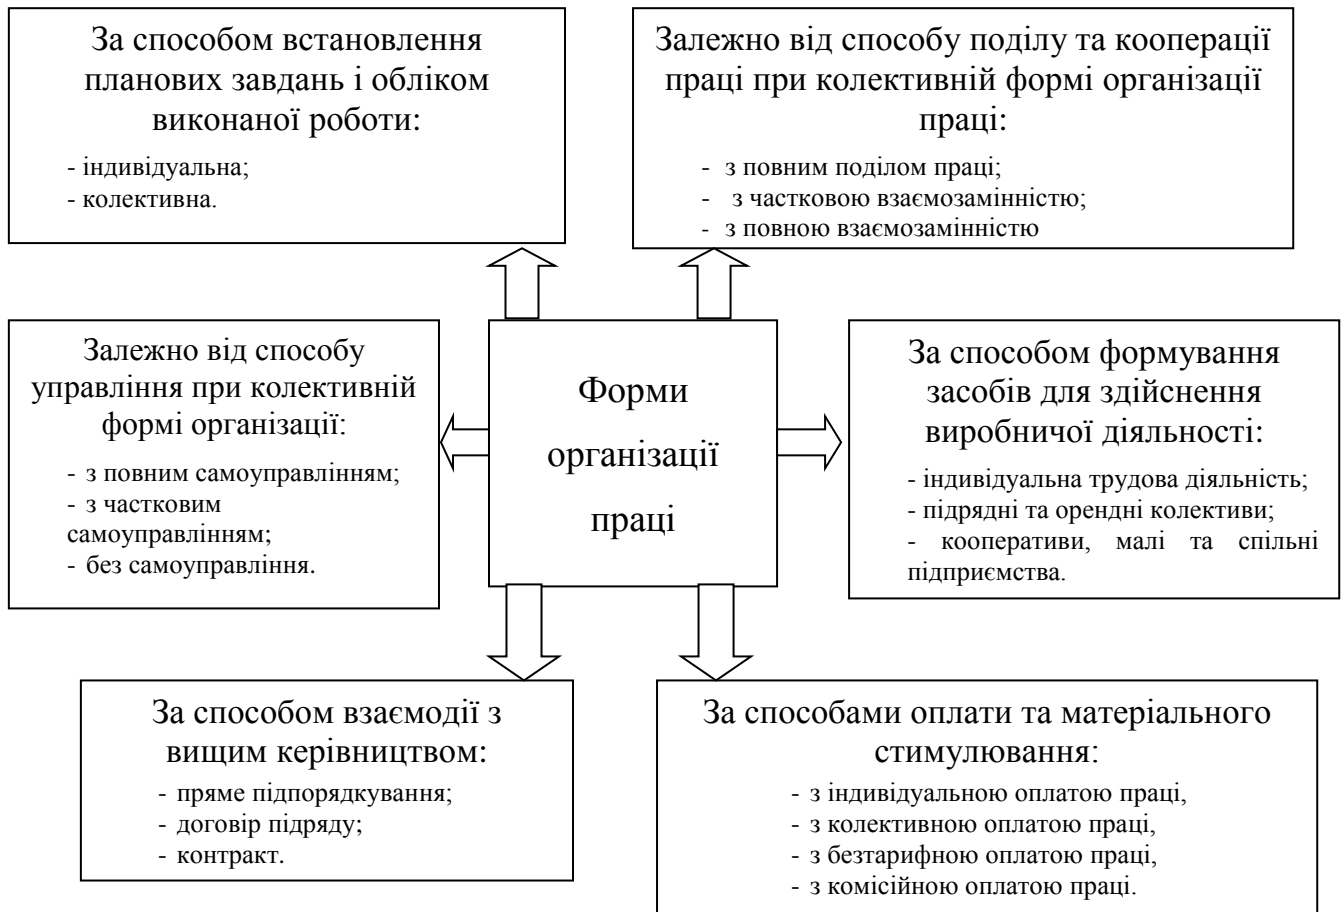 За способом встановлення
планових завдань і обліком
виконаної роботи:
- індивідуальна;
- колективна.
Залежно від способу поділу та кооперації
праці при колективній формі організації
праці:
- з повним поділом праці;
- з частковою взаємозамінністю;
- з повною взаємозамінністю
Залежно від способу
управління при колективній
формі організації:
- з повним самоуправлінням;
- з частковим
самоуправлінням;
- без самоуправління.
Форми
організації
праці
За способом формування
засобів для здійснення
виробничої діяльності:
- індивідуальна трудова діяльність;
- підрядні та орендні колективи;
- кооперативи, малі та спільні
підприємства.
За способом взаємодії з
вищим керівництвом:
- пряме підпорядкування;
- договір підряду;
- контракт.
За способами оплати та матеріального
стимулювання:
- з індивідуальною оплатою праці,
- з колективною оплатою праці,
- з безтарифною оплатою праці,
- з комісійною оплатою праці.